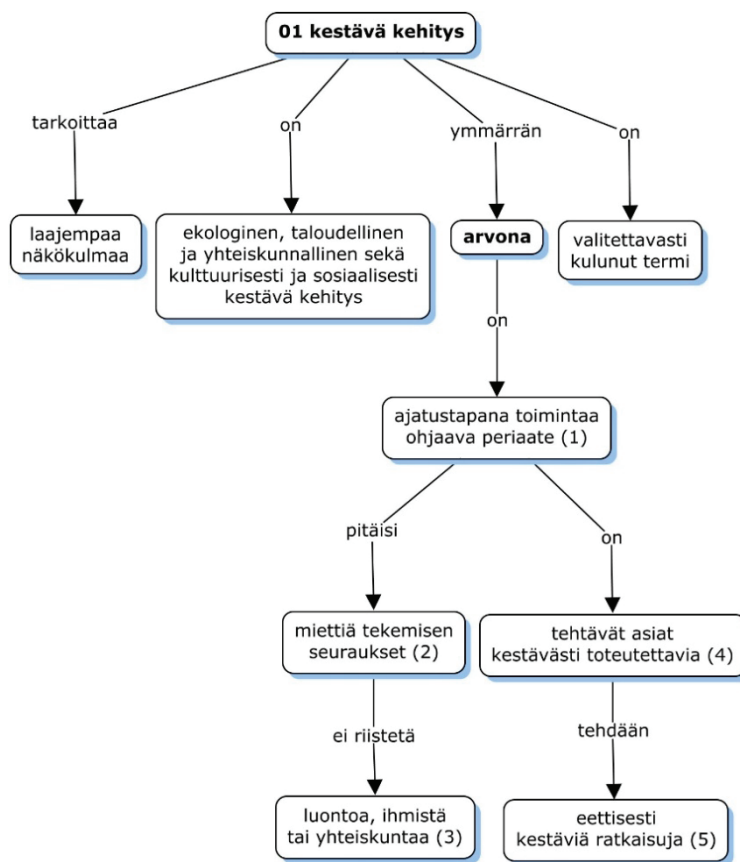 01 kestävä kehitys
tarkoittaa
on
ymmärrän
on
laajempaa
näkökulmaa
ekologinen, taloudellinen
ja yhteiskunnallinen sekä
kulttuurisesti ja sosiaalisesti
kestävä kehitys
arvona
valitettavasti
kulunut termi
on
ajatustapana toimintaa
ohjaava periaate (1)
pitäisi
on
miettiä tekemisen
seuraukset (2)
tehtävät asiat
kestävästi toteutettavia (4)
ei riistetä
tehdään
luontoa, ihmistä
tai yhteiskuntaa (3)
eettisesti
kestäviä ratkaisuja (5)